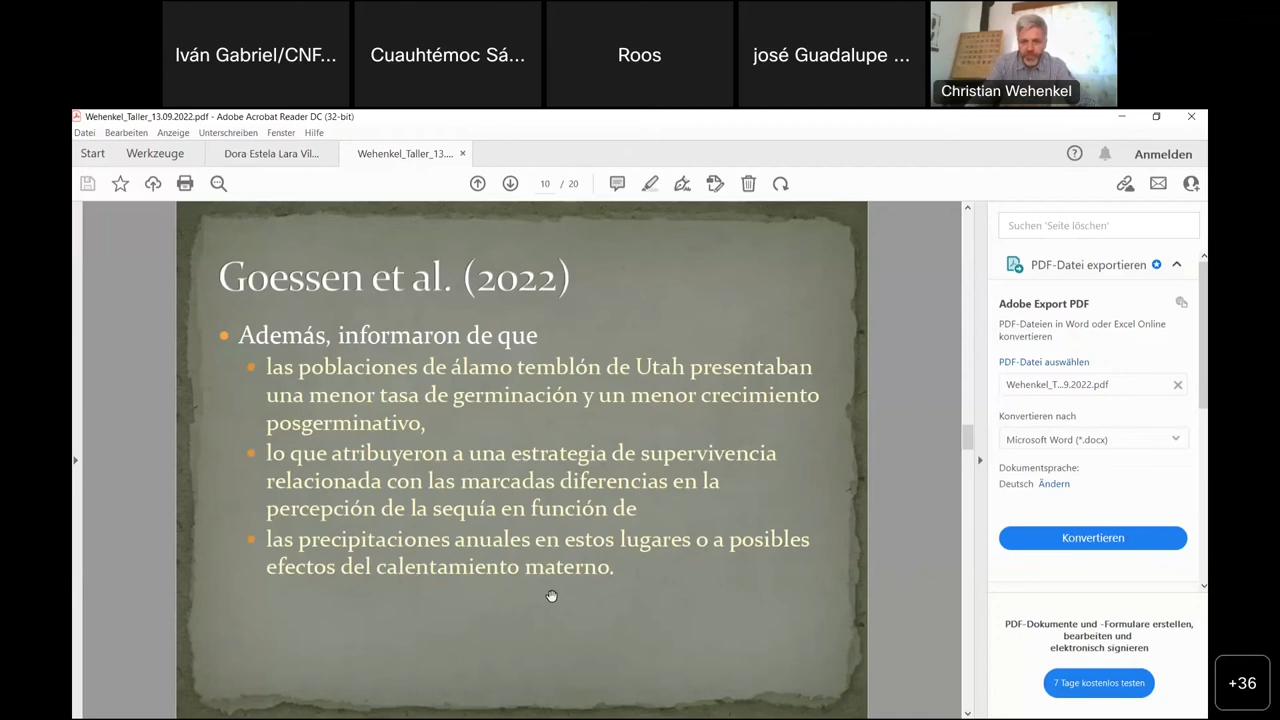 Iván Gabriel/CNF...
Cuauhtémoc Sá...
Roos
josé Guadalupe ...
Christian Wehenkel
Wehenkel_Taller_13.09.2022.pdf - Adobe Acrobat Reader DC (32-bit)
Datei Bearbeiten Anzeige Unterschreiben Fenster Hilfe
Start Werkzeuge Dora Estela Lara Vil... Wehenkel_Taller_13.... × Anmelden
10 / 20
Goessen et al. (2022)
• Además, informaron de que
• las poblaciones de álamo temblón de Utah presentaban
una menor tasa de germinación y un menor crecimiento
posgerminativo,
• lo que atribuyeron a una estrategia de supervivencia
relacionada con las marcadas diferencias en la
percepción de la sequía en función de
• las precipitaciones anuales en estos lugares o a posibles
efectos del calentamiento materno.
Suchen 'Seite löschen'
PDF-Datei exportieren
Adobe Export PDF
PDF-Dateien in Word oder Excel Online
konvertieren
PDF-Datei auswählen
Wehenkel_T...9.2022.pdf
Konvertieren nach
Microsoft Word (*.docx)
Dokumentsprache:
Deutsch Ändern
Konvertieren
PDF-Dokumente und -Formulare erstellen,
bearbeiten und
elektronisch signieren
7 Tage kostenlos testen
+36